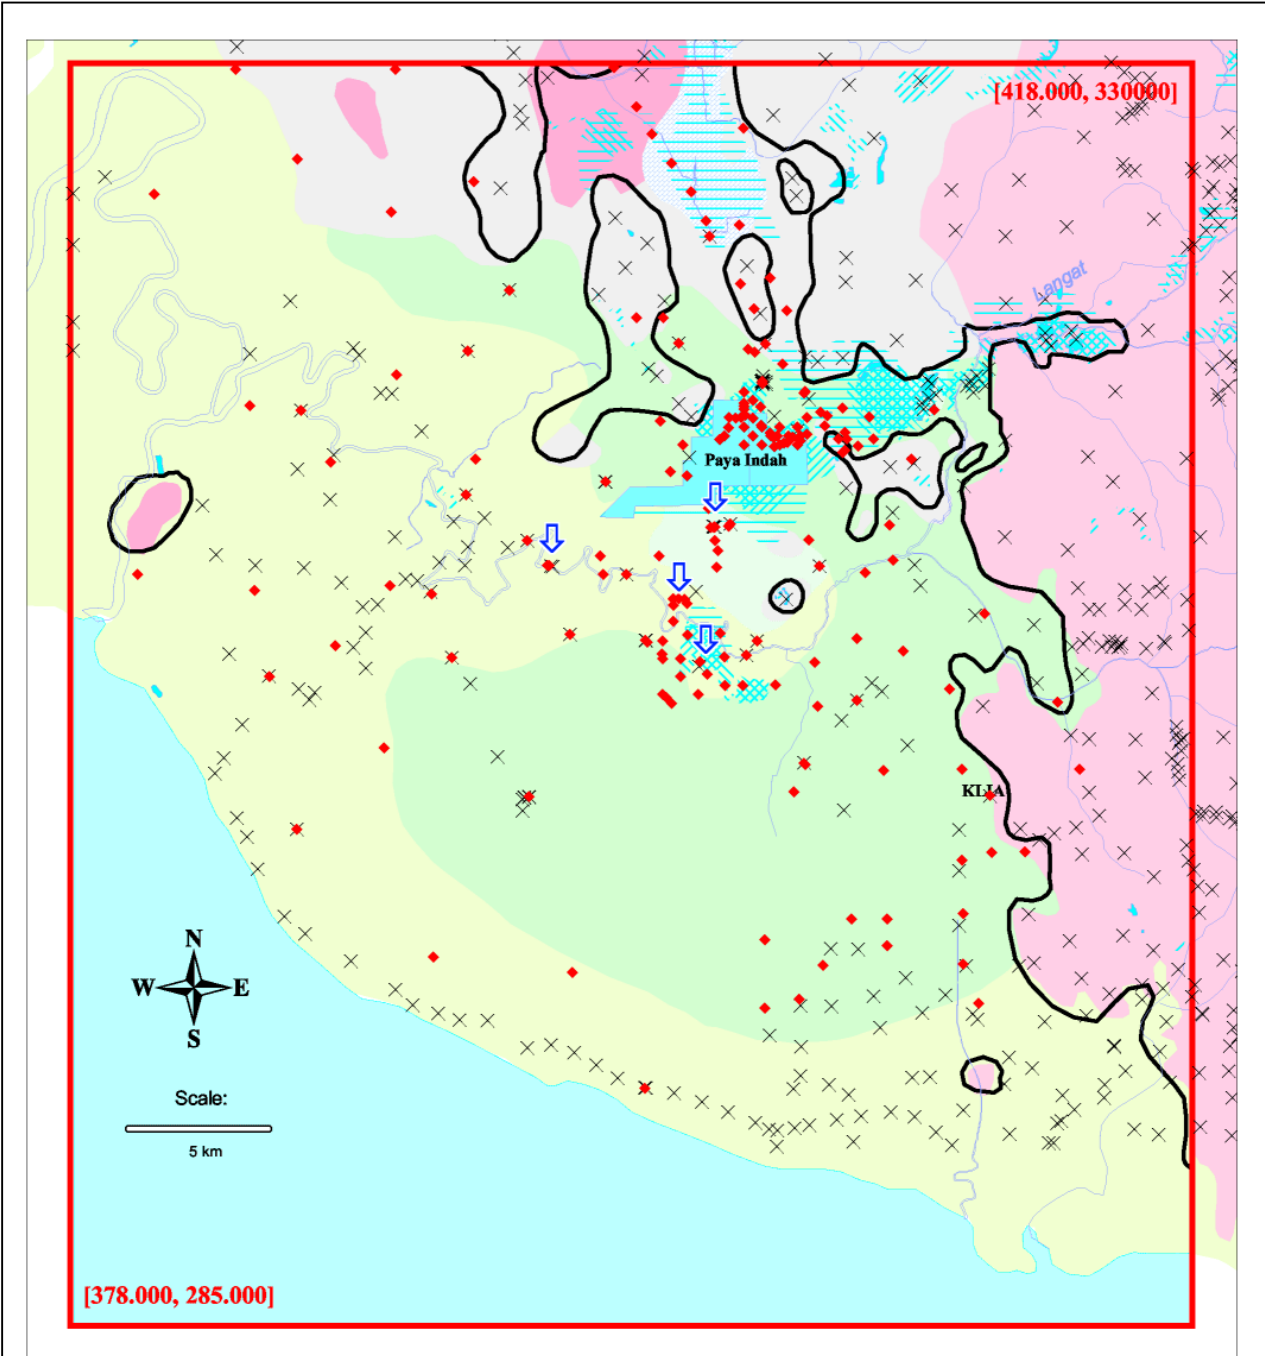 [418.000, 330000]
Langat
Paya Indah
KLIA
N
W E
S
Scale:
5 km
[378.000, 285.000]